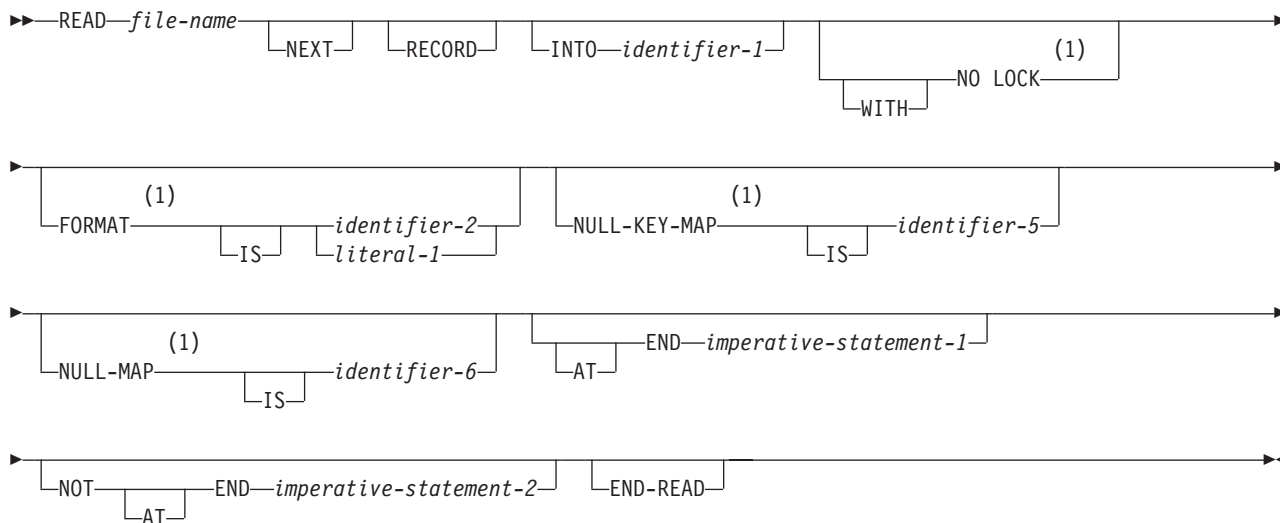 READ file-name NEXT RECORD INTO identifier-1 WITH NO LOCK (1)
FORMAT (1) IS identifier-2 literal-1 NULL-KEY-MAP (1) IS identifier-5
NULL-MAP (1) IS identifier-6 AT END imperative-statement-1
NOT AT END imperative-statement-2 END-READ